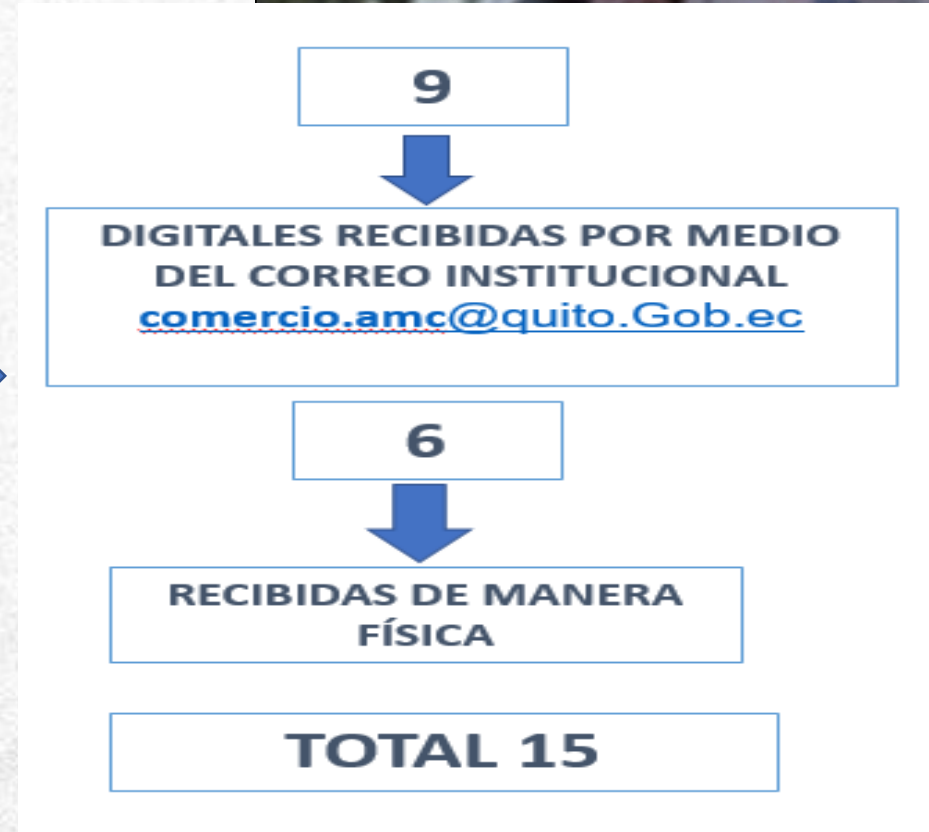 9
DIGITALES RECIBIDAS POR MEDIO
DEL CORREO INSTITUCIONAL
comercio.amc@quito.Gob.ec
6
RECIBIDAS DE MANERA
FÍSICA
TOTAL 15